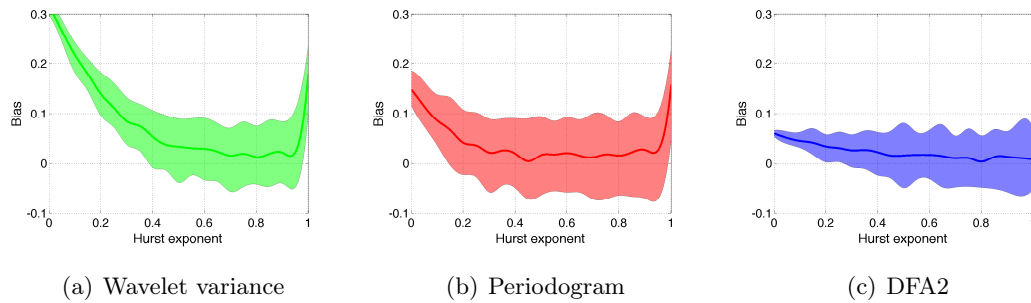 0.3
0.2
0.1
0
-0.1
Bias
0 0.2 0.4 0.6 0.8 1
Hurst exponent
(a) Wavelet variance
0.3
0.2
0.1
0
-0.1
Bias
0 0.2 0.4 0.6 0.8 1
Hurst exponent
(b) Periodogram
0.3
0.2
0.1
0
-0.1
Bias
0 0.2 0.4 0.6 0.8
Hurst exponent
(c) DFA2